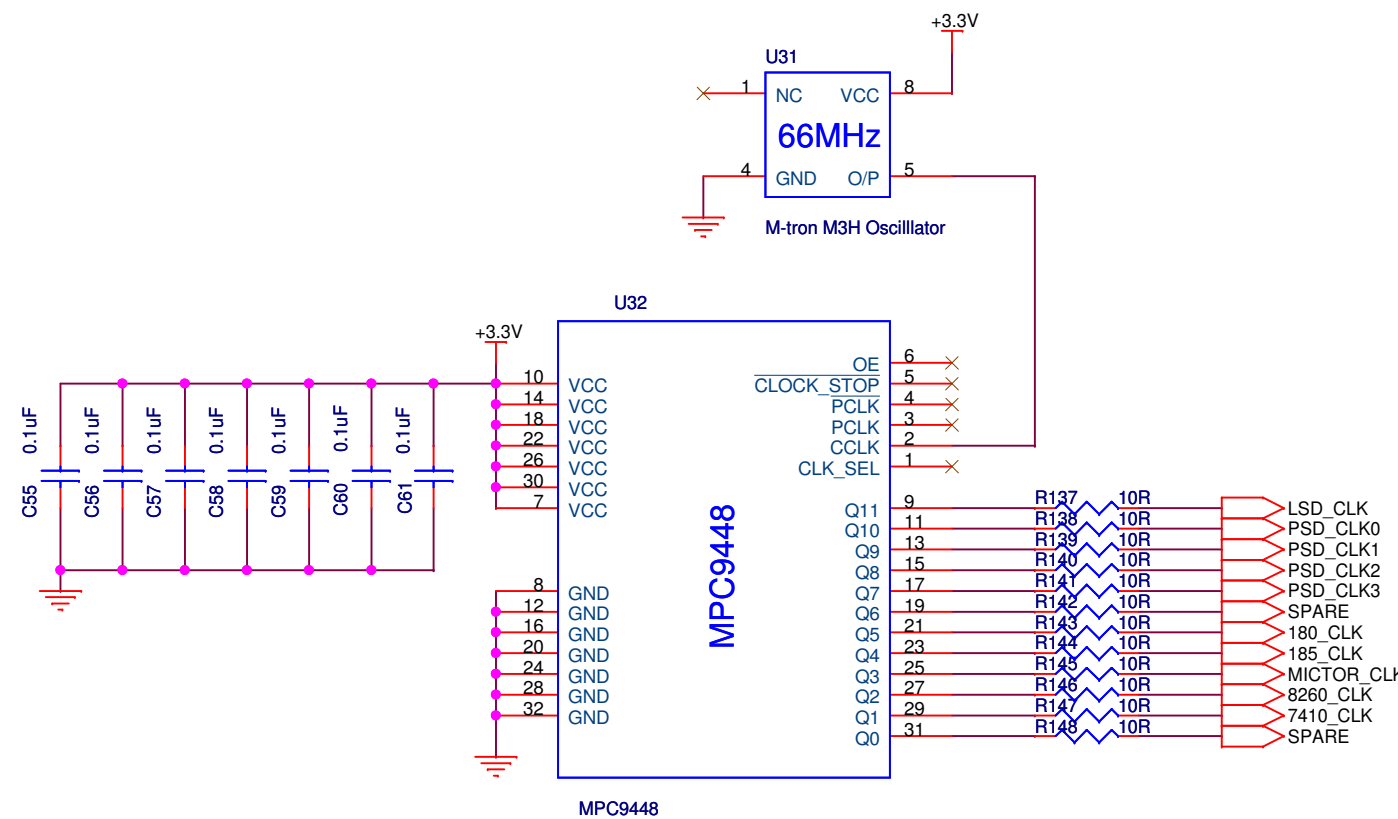 +3.3V
U31
1 NC VCC 8
66MHz
4 GND O/P 5
M-tron M3H Oscilllator
U32
+3.3V
10 VCC
14 VCC
18 VCC
22 VCC
26 VCC
30 VCC
7 VCC
OE 6
CLOCK_STOP 5
PCLK 4
PCLK 3
CCLK 2
CLK_SEL 1
0.1uF C55
0.1uF C56
0.1uF C57
0.1uF C58
0.1uF C59
0.1uF C60
0.1uF C61
8 GND
12 GND
16 GND
20 GND
24 GND
28 GND
32 GND
MPC9448
Q11 9 R137 10R LSD_CLK
Q10 11 R138 10R PSD_CLK0
Q9 13 R139 10R PSD_CLK1
Q8 15 R140 10R PSD_CLK2
Q7 17 R141 10R PSD_CLK3
Q6 19 R142 10R SPARE
Q5 21 R143 10R 180_CLK
Q4 23 R144 10R 185_CLK
Q3 25 R145 10R MICTOR_CLK
Q2 27 R146 10R 8260_CLK
Q1 29 R147 10R 7410_CLK
Q0 31 R148 10R SPARE
MPC9448